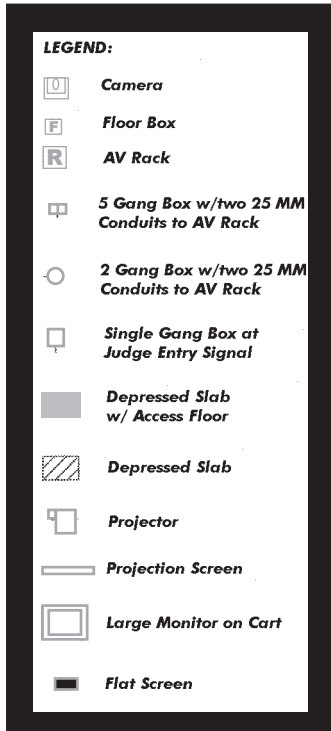 LEGEND:
Camera
F
Floor Box
R
AV Rack
5 Gang Box w/two 25 MM
Conduits to AV Rack
2 Gang Box w/two 25 MM
Conduits to AV Rack
Single Gang Box at
Judge Entry Signal
Depressed Slab
w/ Access Floor
Depressed Slab
Projector
Projection Screen
Large Monitor on Cart
Flat Screen